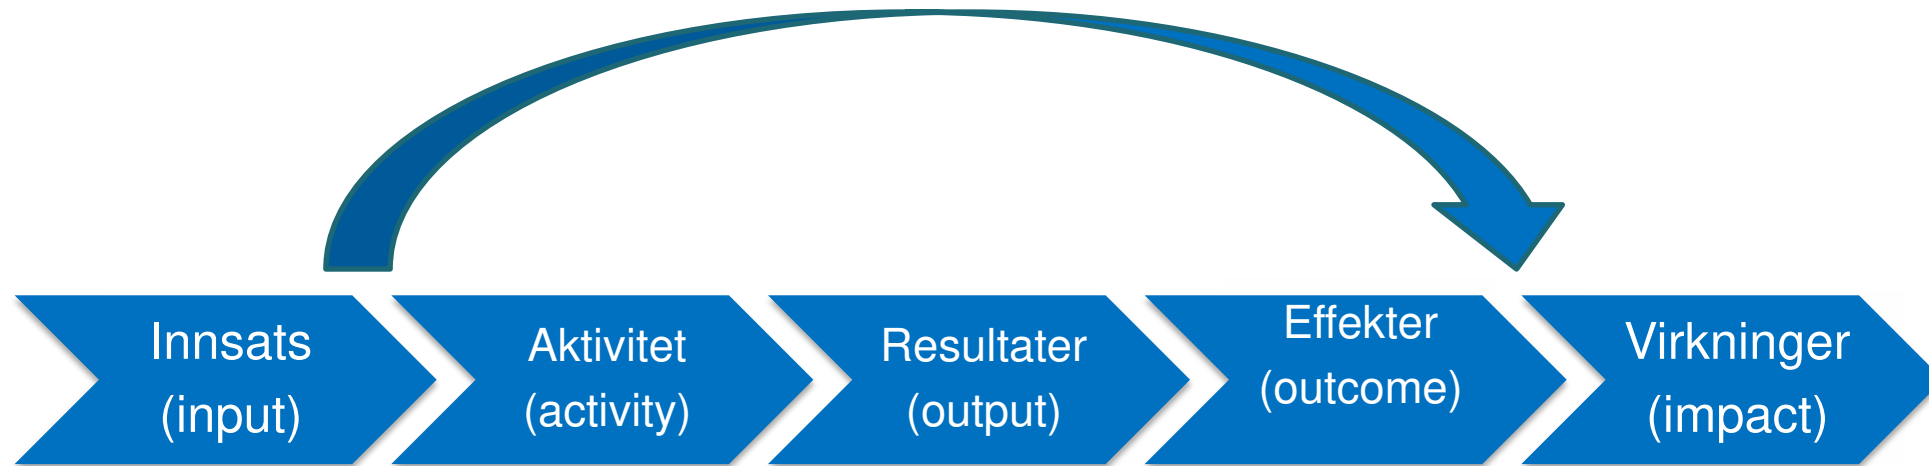 Innsats
(input)
Aktivitet
(activity)
Resultater
(output)
Effekter
(outcome)
Virkninger
(impact)